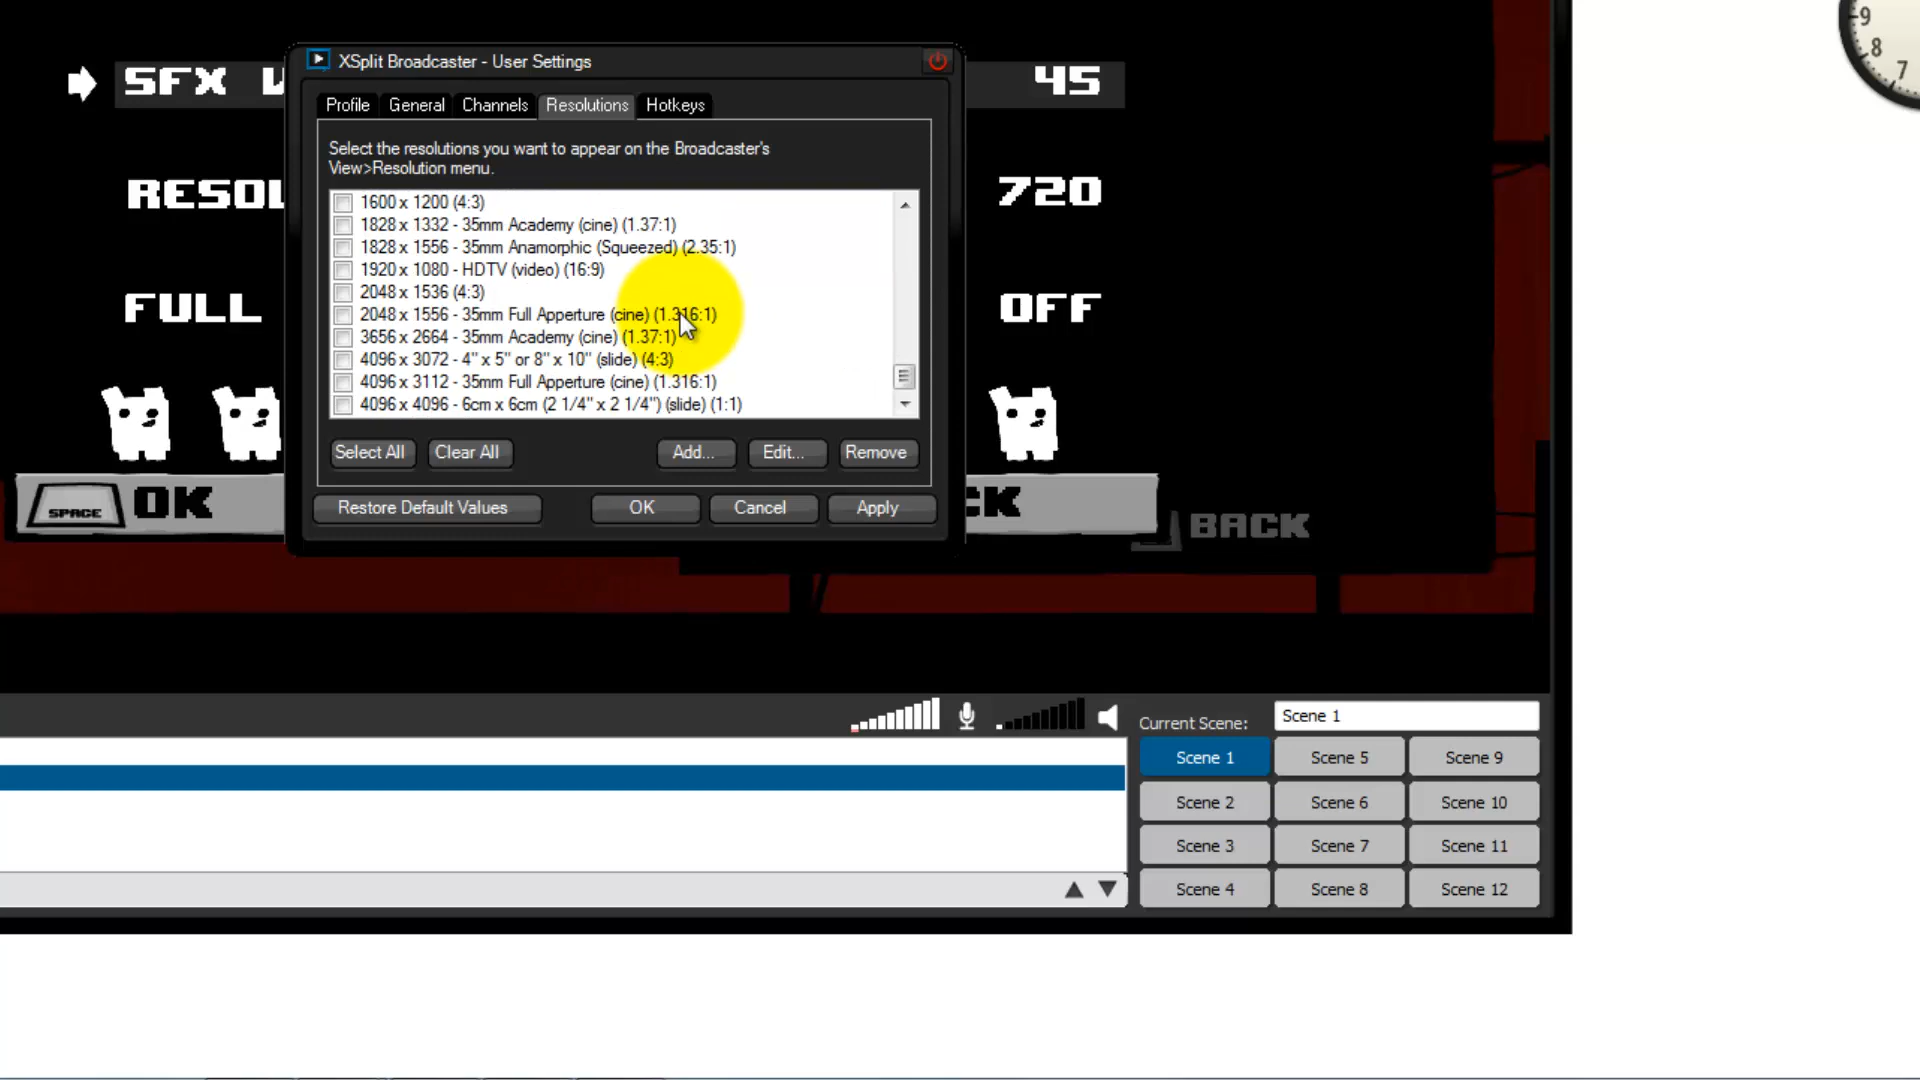 9
8
7
XSplit Broadcaster - User Settings
SFX
45
Profile General Channels Resolutions Hotkeys
Select the resolutions you want to appear on the Broadcaster's
View>Resolution menu.
RESOL
720
1600 x 1200 (4:3)
1828 x 1332 - 35mm Academy (cine) (1.37:1)
1828 x 1556 - 35mm Anamorphic (Squeezed) (2.35:1)
1920 x 1080 - HDTV (video) (16:9)
2048 x 1536 (4:3)
2048 x 1556 - 35mm Full Apperture (cine) (1.316:1)
3656 x 2664 - 35mm Academy (cine) (1.37:1)
4096 x 3072 - 4" x 5" or 8" x 10" (slide) (4:3)
4096 x 3112 - 35mm Full Apperture (cine) (1.316:1)
4096 x 4096 - 6cm x 6cm (2 1/4" x 2 1/4") (slide) (1:1)
FULL
OFF
Select All Clear All Add... Edit... Remove
Restore Default Values OK Cancel Apply
SPACE OK
CK
BACK
Current Scene: Scene 1
Scene 1 Scene 5 Scene 9
Scene 2 Scene 6 Scene 10
Scene 3 Scene 7 Scene 11
Scene 4 Scene 8 Scene 12